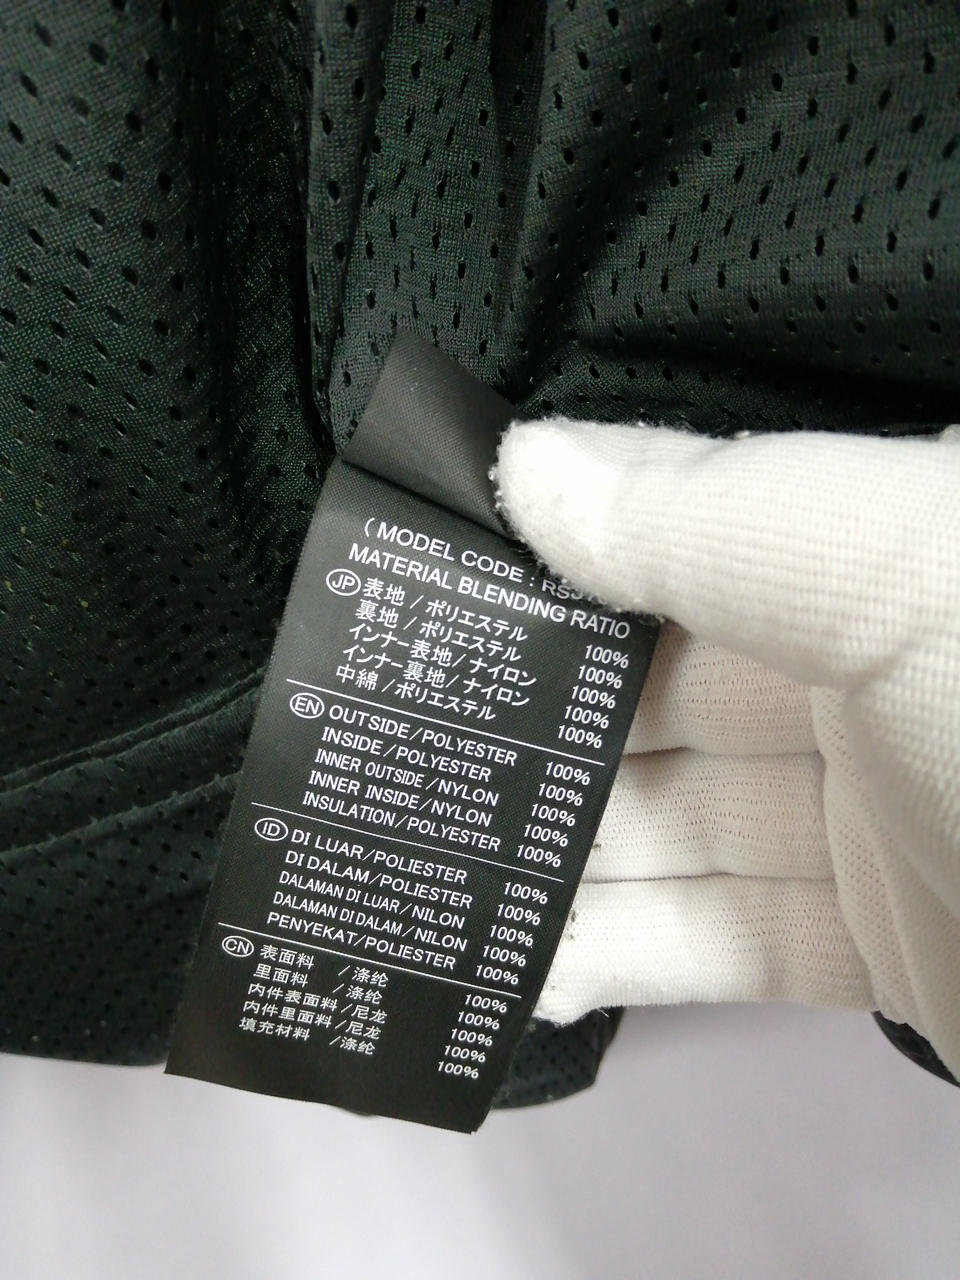 ( MODEL CODE :
MATERIAL BLENDING RATIO
JP 表地 / ポリエステル 100%
裏地 / ポリエステル 100%
インナー表地 / ナイロン 100%
インナー裏地 / ナイロン 100%
中綿 / ポリエステル 100%
EN OUTSIDE/POLYESTER 100%
INSIDE/POLYESTER 100%
INNER OUTSIDE/NYLON 100%
INNER INSIDE/NYLON 100%
INSULATION/POLYESTER 100%
ID DI LUAR/POLIESTER 100%
DI DALAM/POLIESTER 100%
DALAMAN DI LUAR/NILON 100%
DALAMAN DI DALAM/NILON 100%
PENYEKAT/POLIESTER 100%
CN 表面料 /涤纶 100%
里面料 /涤纶 100%
内件表面料 /尼龙 100%
内件里面料 /尼龙 100%
填充材料 /涤纶 100%